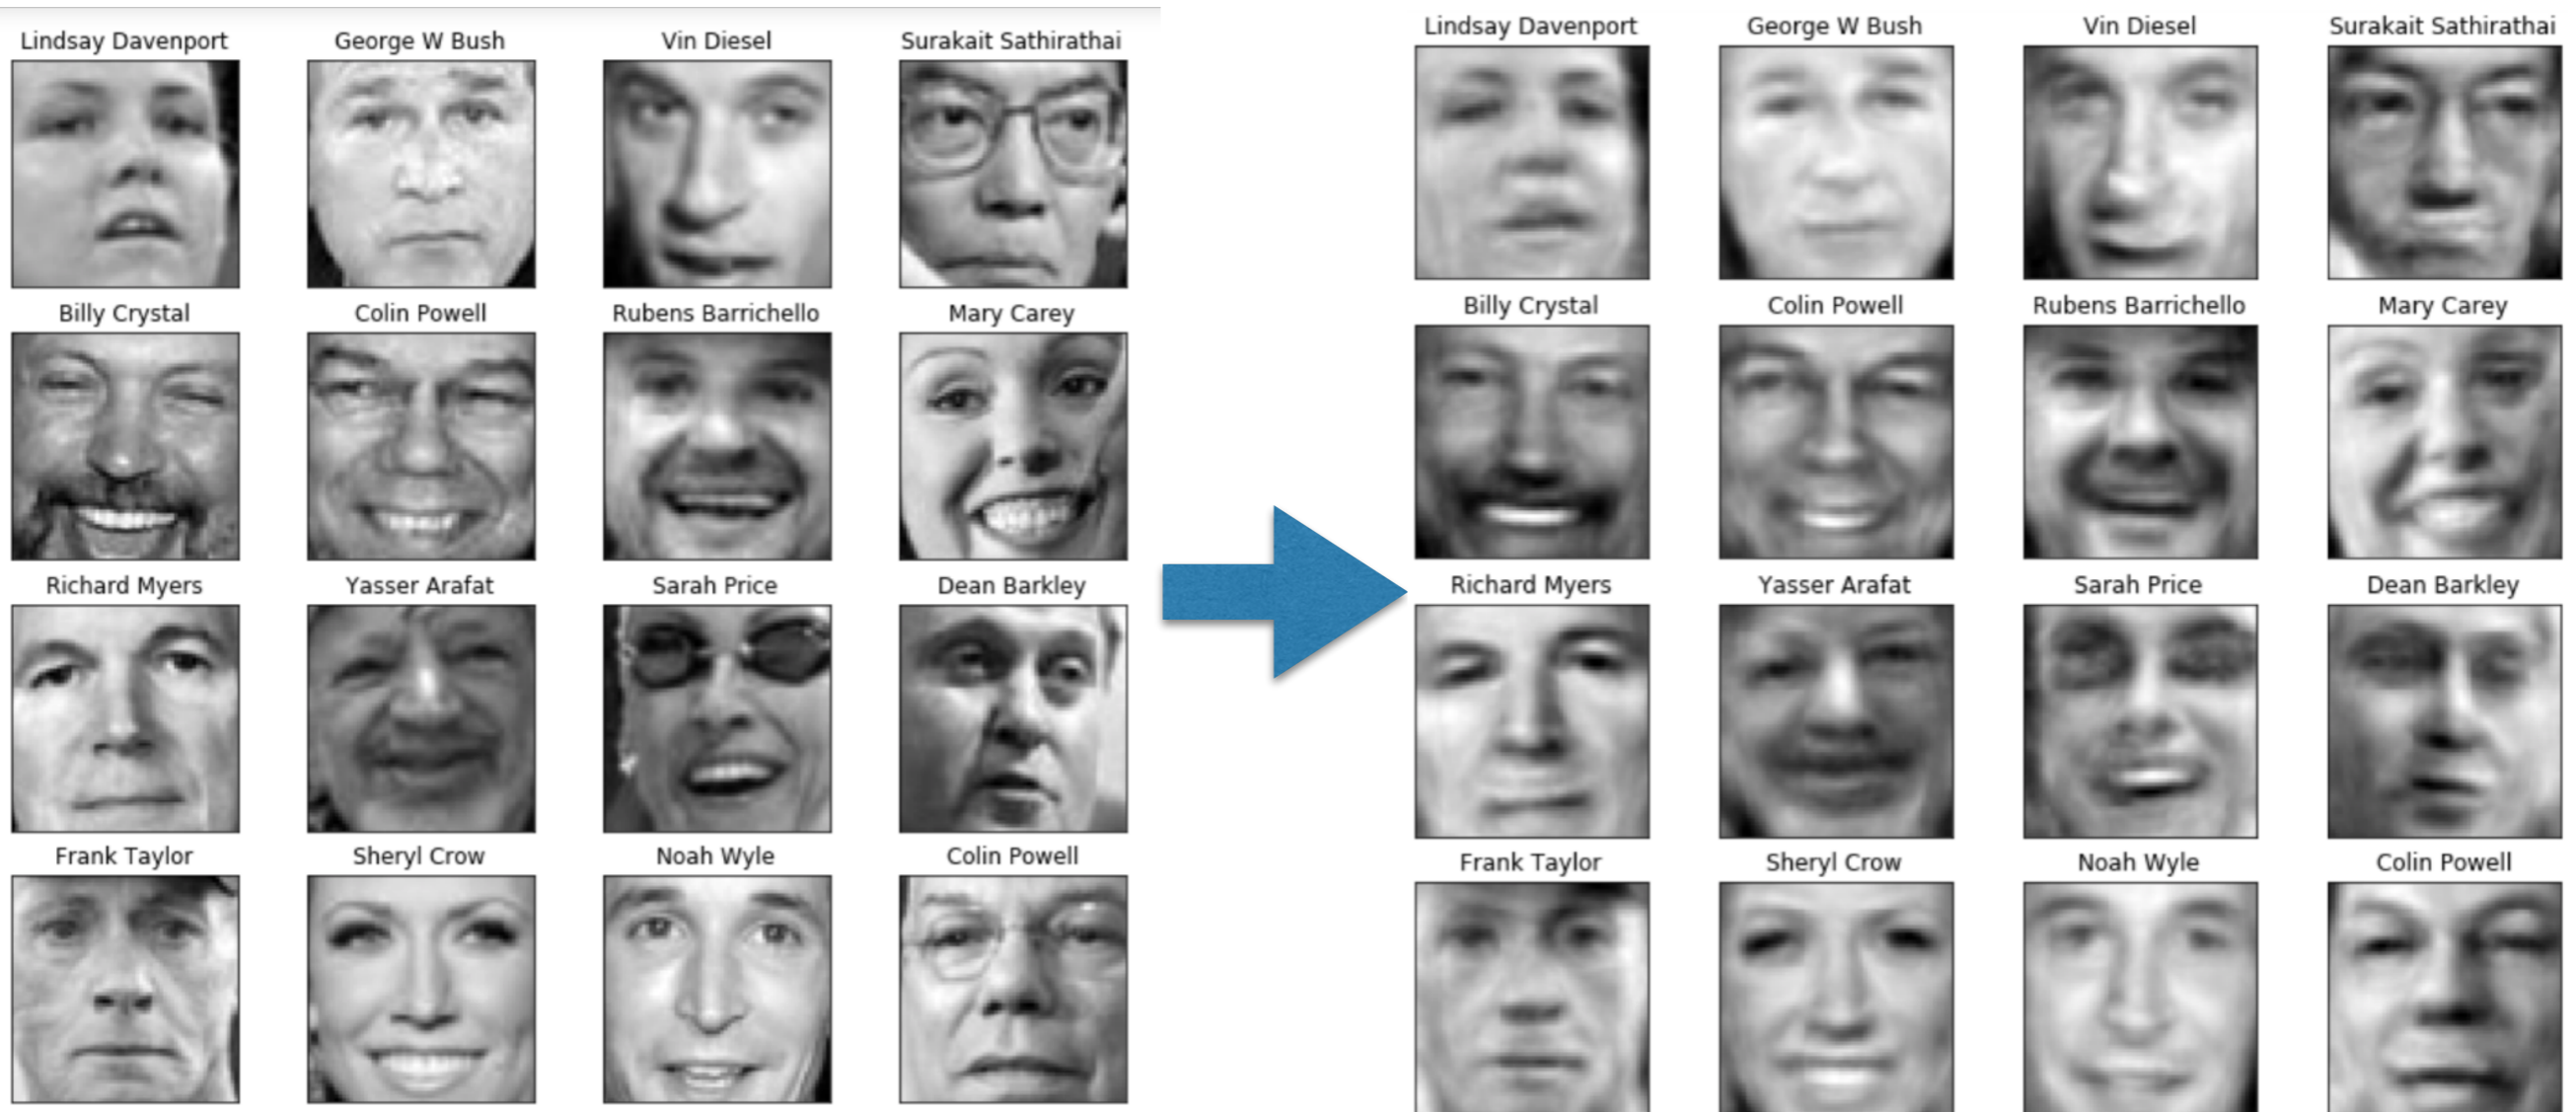 Lindsay Davenport George W Bush Vin Diesel Surakait Sathirathai
Billy Crystal Colin Powell Rubens Barrichello Mary Carey
Richard Myers Yasser Arafat Sarah Price Dean Barkley
Frank Taylor Sheryl Crow Noah Wyle Colin Powell
Lindsay Davenport George W Bush Vin Diesel Surakait Sathirathai
Billy Crystal Colin Powell Rubens Barrichello Mary Carey
Richard Myers Yasser Arafat Sarah Price Dean Barkley
Frank Taylor Sheryl Crow Noah Wyle Colin Powell